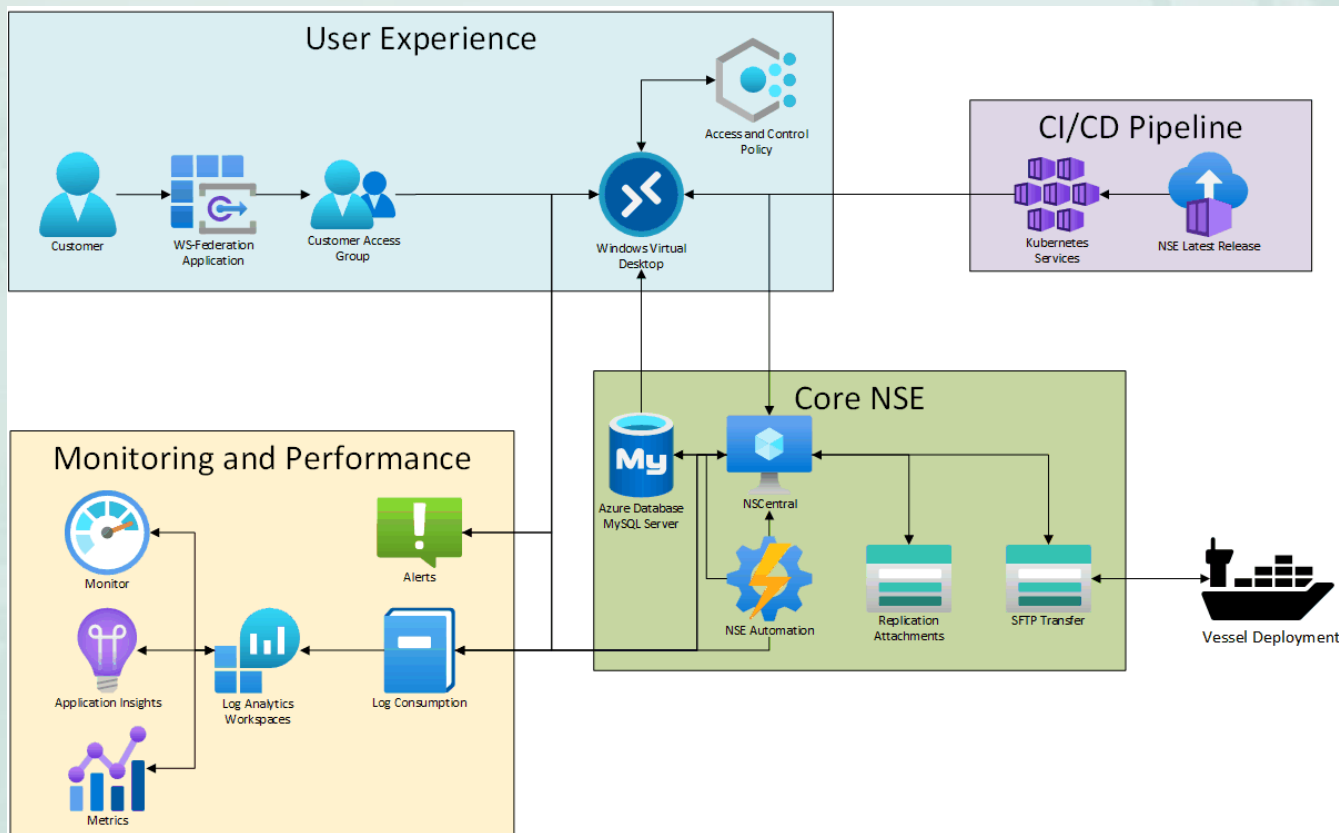 User Experience
Access and Control
Policy
Customer
WS-Federation
Application
Customer Access
Group
Windows Virtual
Desktop
CI/CD Pipeline
Kubernetes
Services
NSE Latest Release
Core NSE
My
Azure Database
MySQL Server
NSCentral
NSE Automation
Replication
Attachments
SFTP Transfer
Vessel Deployment
Monitoring and Performance
Monitor
Alerts
Application Insights
Log Analytics
Workspaces
Log Consumption
Metrics